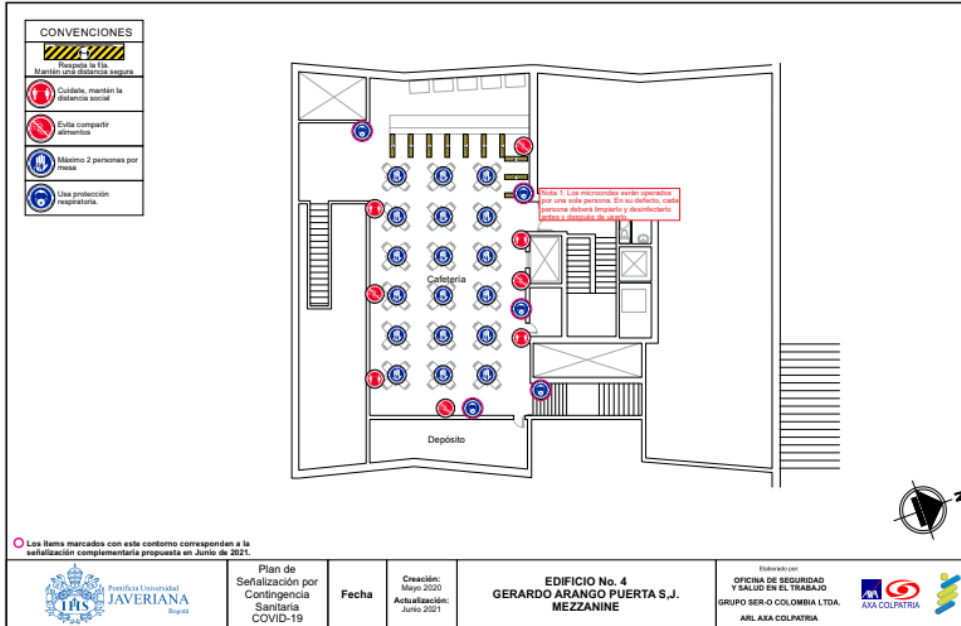 CONVENCIONES
Respeta la fila.
Mantén una distancia segura
Cuídate, mantén la
distancia social
Evita compartir
alimentos
Máximo 2 personas por
mesa
Usa protección
respiratoria.
Nota 1: Los microondas serán operados
por una sola persona. En su defecto, cada
persona deberá limpiarlo y desinfectarlo
antes y después de usarlo.
Cafetería
Depósito
Los ítems marcados con este contorno corresponden a la
señalización complementaria propuesta en Junio de 2021.
Pontificia Universidad
JAVERIANA
Bogotá
Plan de
Señalización por
Contingencia
Sanitaria
COVID-19
Fecha
Creación:
Mayo 2020
Actualización:
Junio 2021
EDIFICIO No. 4
GERARDO ARANGO PUERTA S,J.
MEZZANINE
Elaborado por:
OFICINA DE SEGURIDAD
Y SALUD EN EL TRABAJO
GRUPO SER-O COLOMBIA LTDA.
ARL AXA COLPATRIA
AXA COLPATRIA